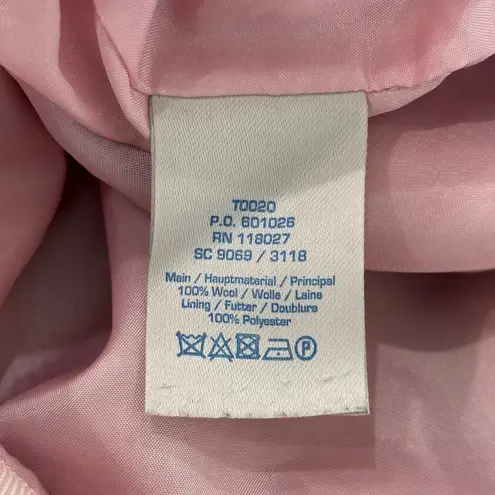 T0020
P.O. 601026
RN 118027
SC 9069 / 3118
Main / Hauptmaterial / Principal
100% Wool / Wolle / Laine
Lining / Futter / Doublure
100% Polyester
P